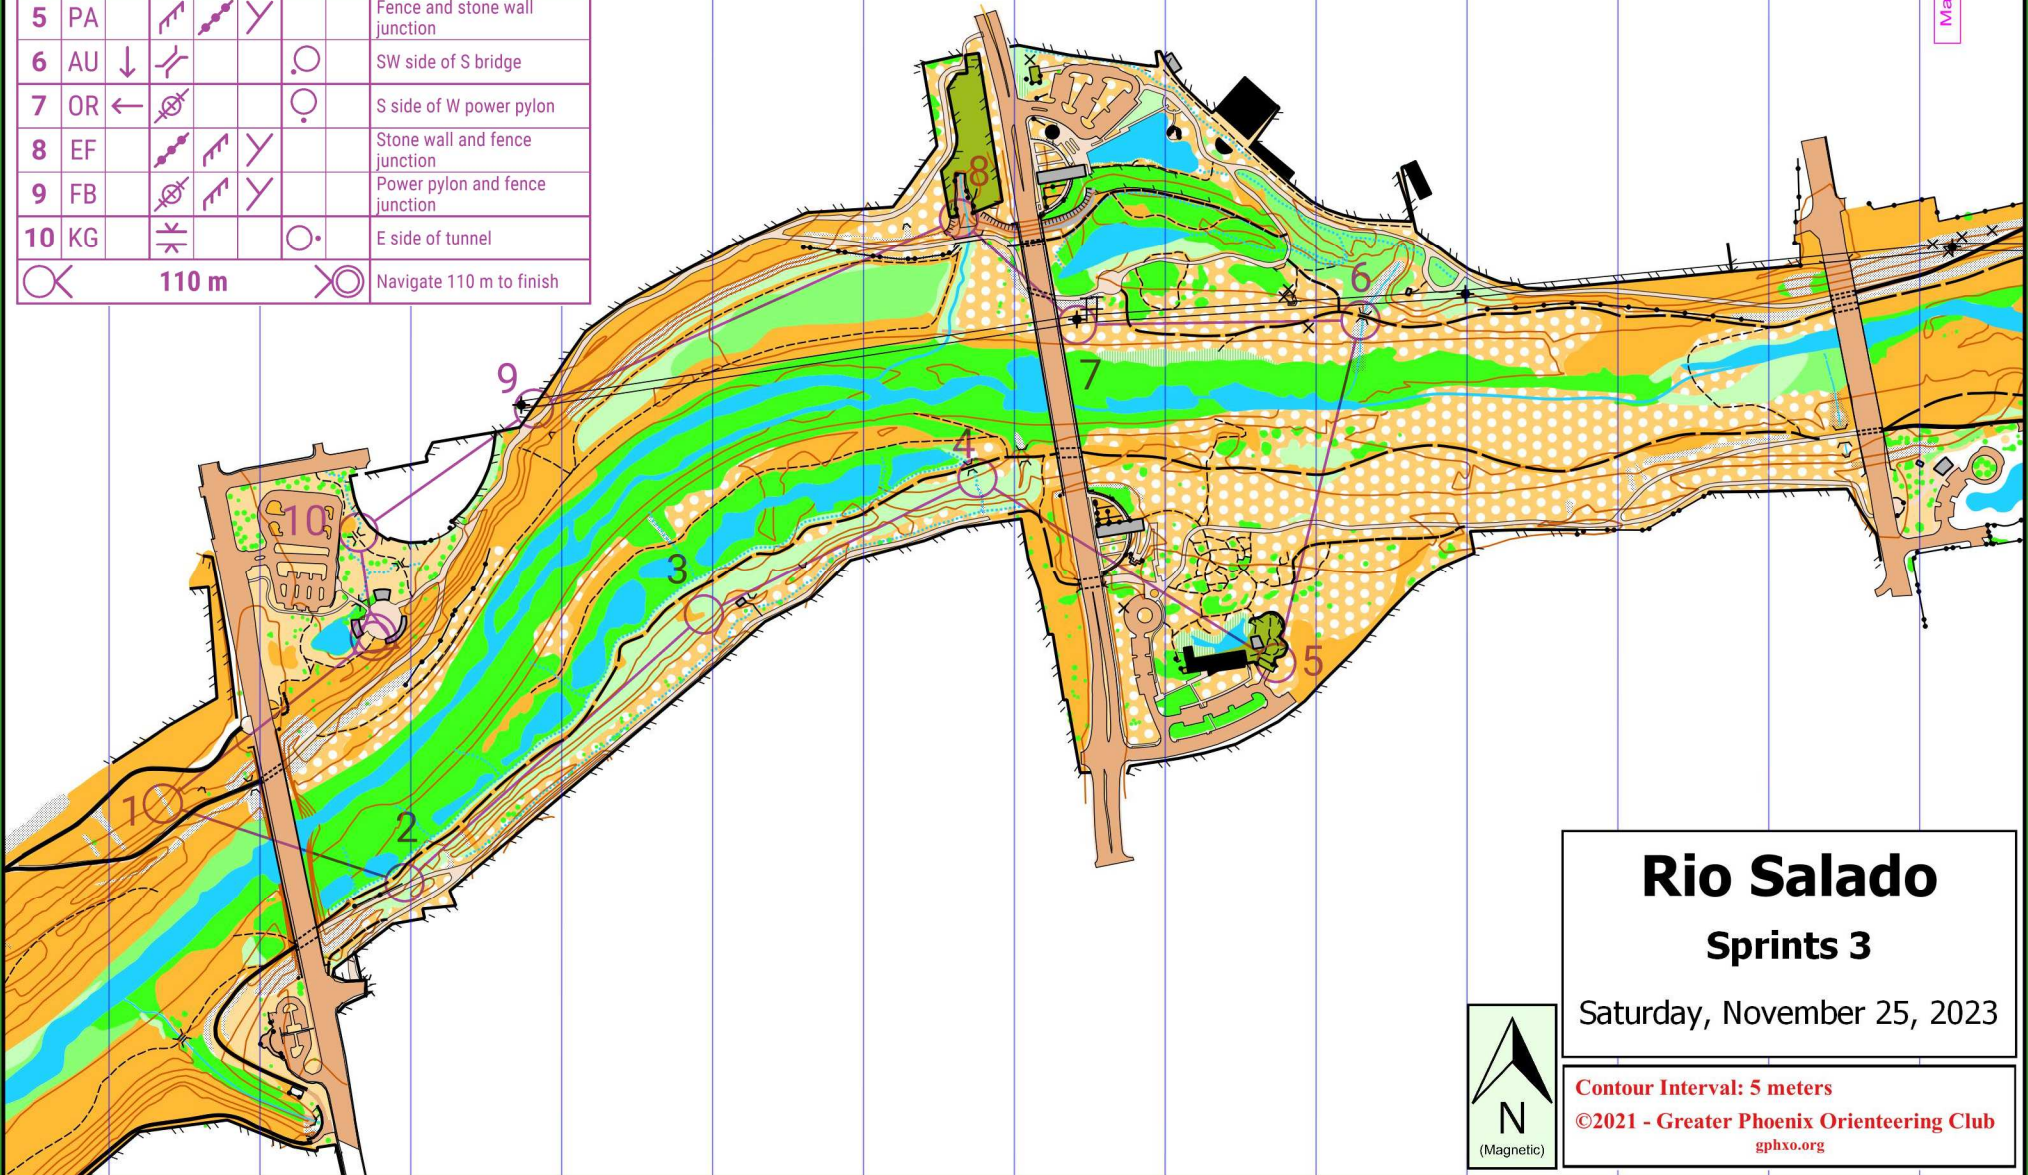 5 PA Fence and stone wall
junction
6 AU SW side of S bridge
7 OR S side of W power pylon
8 EF Stone wall and fence
junction
9 FB Power pylon and fence
junction
10 KG E side of tunnel
110 m Navigate 110 m to finish
Ma
8
6
9
7
4
10
3
5
1
2
Rio Salado
Sprints 3
Saturday, November 25, 2023
N
(Magnetic)
Contour Interval: 5 meters
©2021 - Greater Phoenix Orienteering Club
gphxo.org